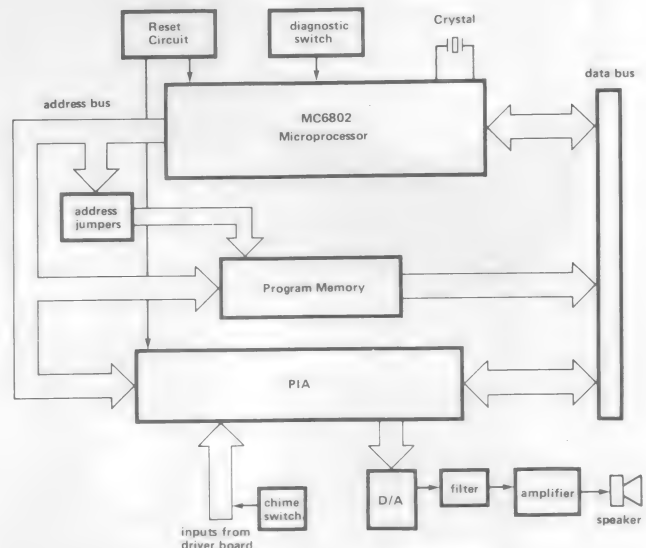 Crystal
Reset
Circuit
diagnostic
switch
data bus
address bus
MC6802
Microprocessor
address
jumpers
Program Memory
PIA
D/A
filter
amplifier
speaker
chime
switch
inputs from
driver board